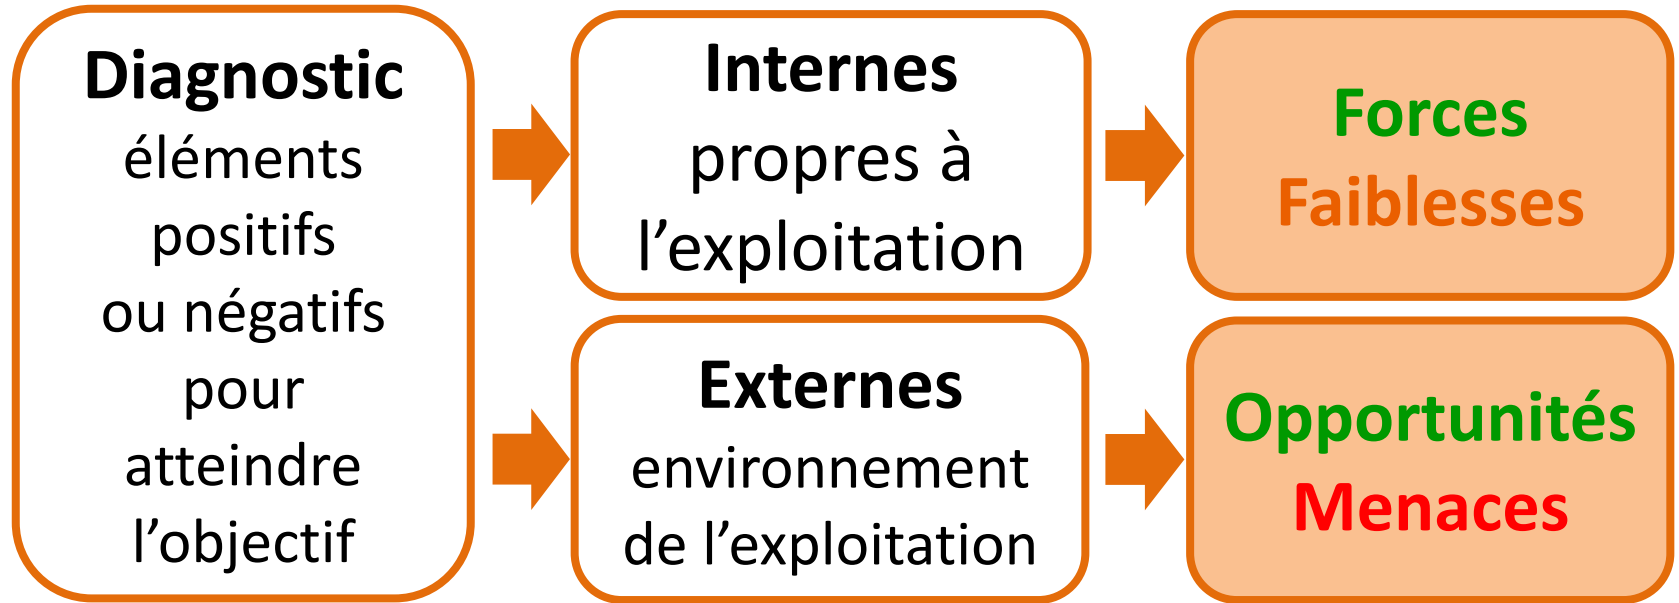 Diagnostic
éléments
positifs
ou négatifs
pour
atteindre
l’objectif
Internes
propres à
l’exploitation
Forces
Faiblesses
Externes
environnement
de l’exploitation
Opportunités
Menaces